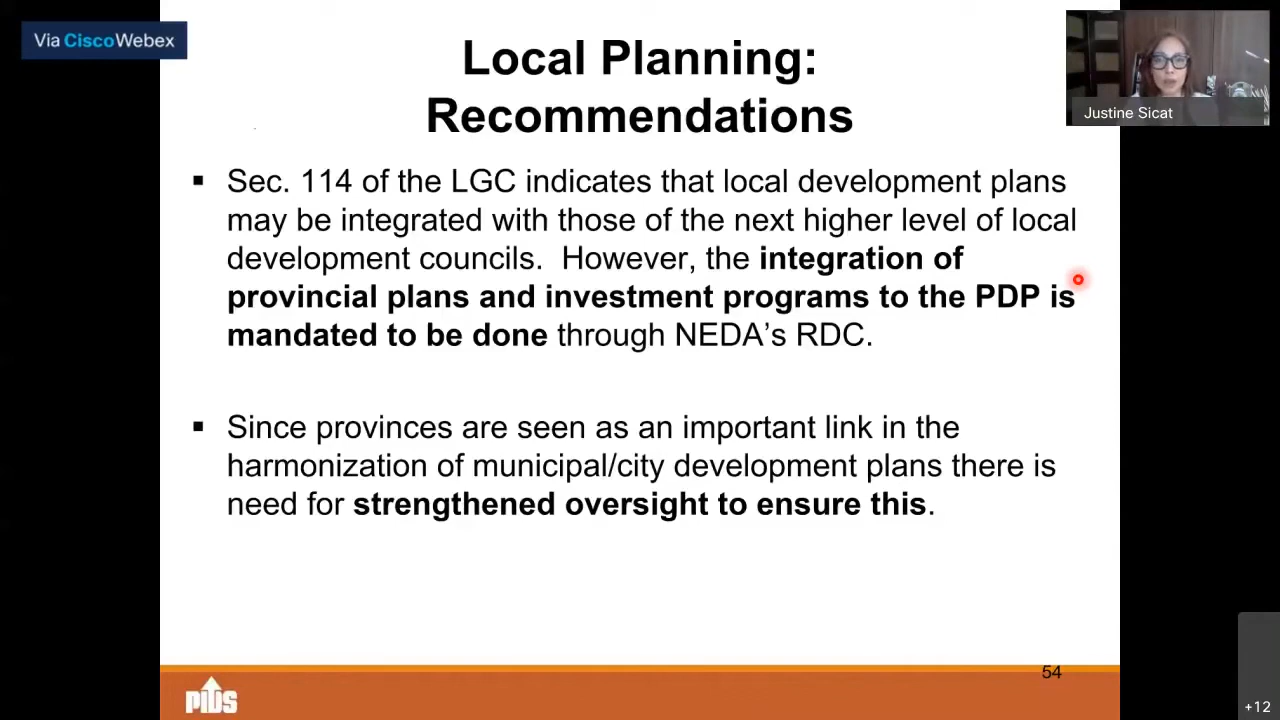 Via CiscoWebex
Local Planning:
Recommendations
Justine Sicat
▪ Sec. 114 of the LGC indicates that local development plans
may be integrated with those of the next higher level of local
development councils.  However, the integration of
provincial plans and investment programs to the PDP is
mandated to be done through NEDA’s RDC.
▪ Since provinces are seen as an important link in the
harmonization of municipal/city development plans there is
need for strengthened oversight to ensure this.
54
PIDS
+12